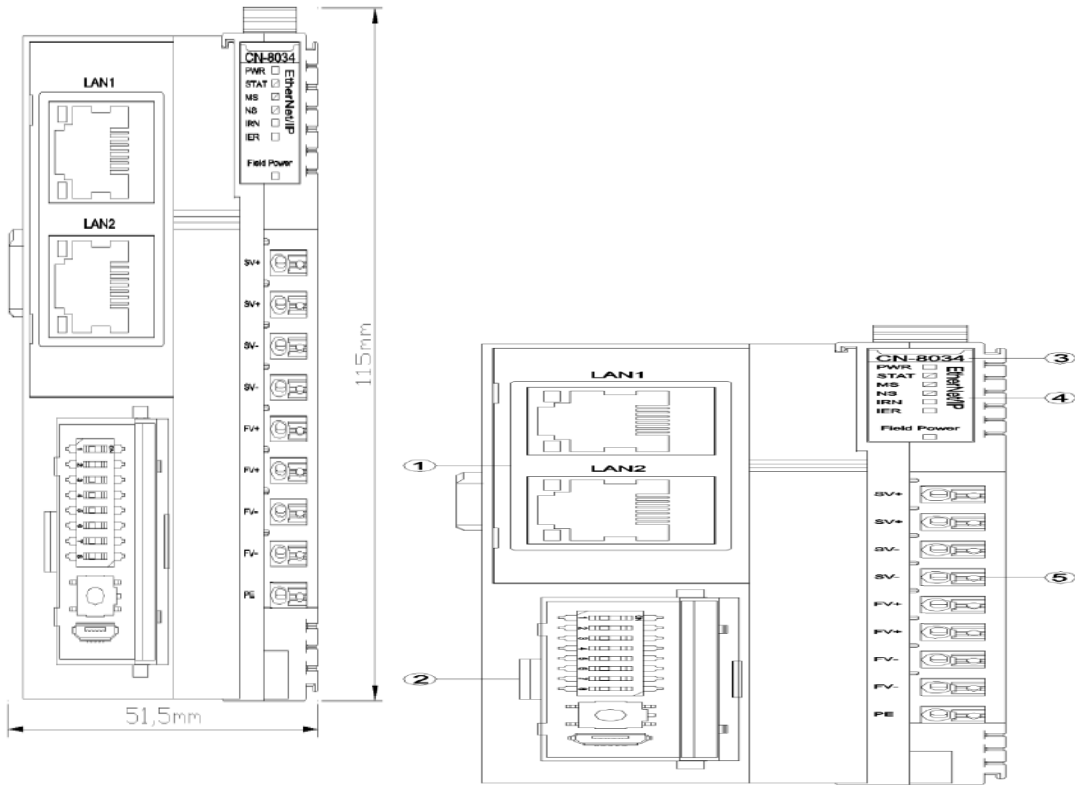 CN-8034
PWR
STAT
MS
NS
IRN
IER
EtherNet/IP
Field Power
LAN1
LAN2
SV+
SV+
SV-
SV-
FV+
FV+
FV-
FV-
PE
115mm
51,5mm
CN-8034
PWR
STAT
MS
NS
IRN
IER
EtherNet/IP
Field Power
LAN1
LAN2
SV+
SV+
SV-
SV-
FV+
FV+
FV-
FV-
PE
1
2
3
4
5